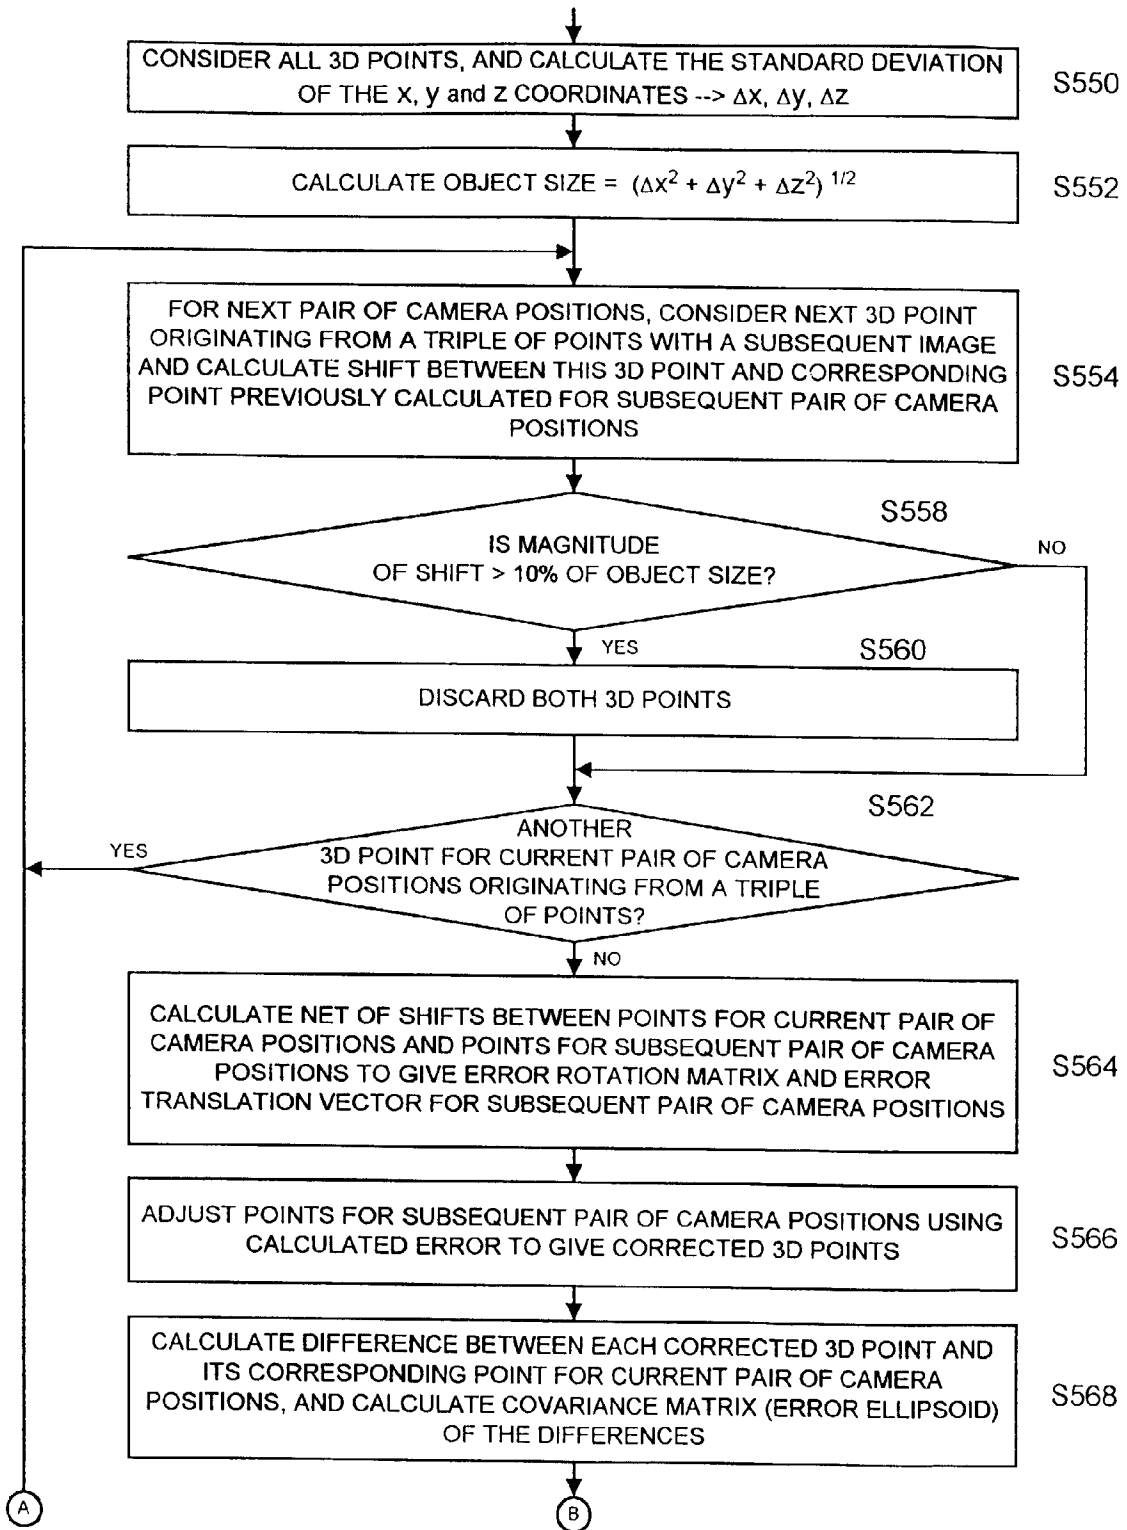 CONSIDER ALL 3D POINTS, AND CALCULATE THE STANDARD DEVIATION
OF THE x, y and z COORDINATES --> Δx, Δy, Δz
S550
CALCULATE OBJECT SIZE = (Δx² + Δy² + Δz²) 1/2
S552
FOR NEXT PAIR OF CAMERA POSITIONS, CONSIDER NEXT 3D POINT
ORIGINATING FROM A TRIPLE OF POINTS WITH A SUBSEQUENT IMAGE
AND CALCULATE SHIFT BETWEEN THIS 3D POINT AND CORRESPONDING
POINT PREVIOUSLY CALCULATED FOR SUBSEQUENT PAIR OF CAMERA
POSITIONS
S554
S558
IS MAGNITUDE
OF SHIFT > 10% OF OBJECT SIZE?
NO
YES
S560
DISCARD BOTH 3D POINTS
S562
ANOTHER
3D POINT FOR CURRENT PAIR OF CAMERA
POSITIONS ORIGINATING FROM A TRIPLE
OF POINTS?
YES
NO
CALCULATE NET OF SHIFTS BETWEEN POINTS FOR CURRENT PAIR OF
CAMERA POSITIONS AND POINTS FOR SUBSEQUENT PAIR OF CAMERA
POSITIONS TO GIVE ERROR ROTATION MATRIX AND ERROR
TRANSLATION VECTOR FOR SUBSEQUENT PAIR OF CAMERA POSITIONS
S564
ADJUST POINTS FOR SUBSEQUENT PAIR OF CAMERA POSITIONS USING
CALCULATED ERROR TO GIVE CORRECTED 3D POINTS
S566
CALCULATE DIFFERENCE BETWEEN EACH CORRECTED 3D POINT AND
ITS CORRESPONDING POINT FOR CURRENT PAIR OF CAMERA
POSITIONS, AND CALCULATE COVARIANCE MATRIX (ERROR ELLIPSOID)
OF THE DIFFERENCES
S568
A
B